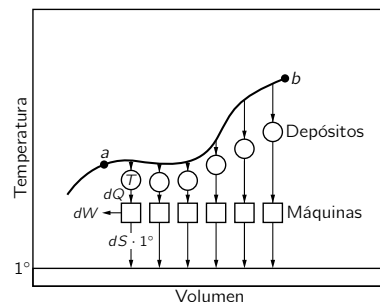 Temperatura
b
a
Depósitos
T
dQ
dW
Máquinas
dS · 1°
1°
Volumen